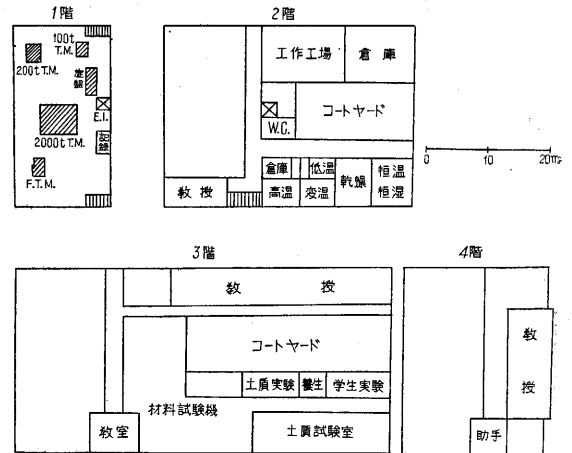 1階
2階
100t
T.M.
200t T.M.
旋盤
E.I.
記録
2000t T.M.
F.T.M.
工作工場
倉庫
コートヤード
W.C.
倉庫
低温
乾燥
恒温
恒湿
高温
変温
教授
0 10 20m
3階
4階
教授
コートヤード
土质実験
養生
学生実験
材料試験機
教室
土质試験室
教授
助手